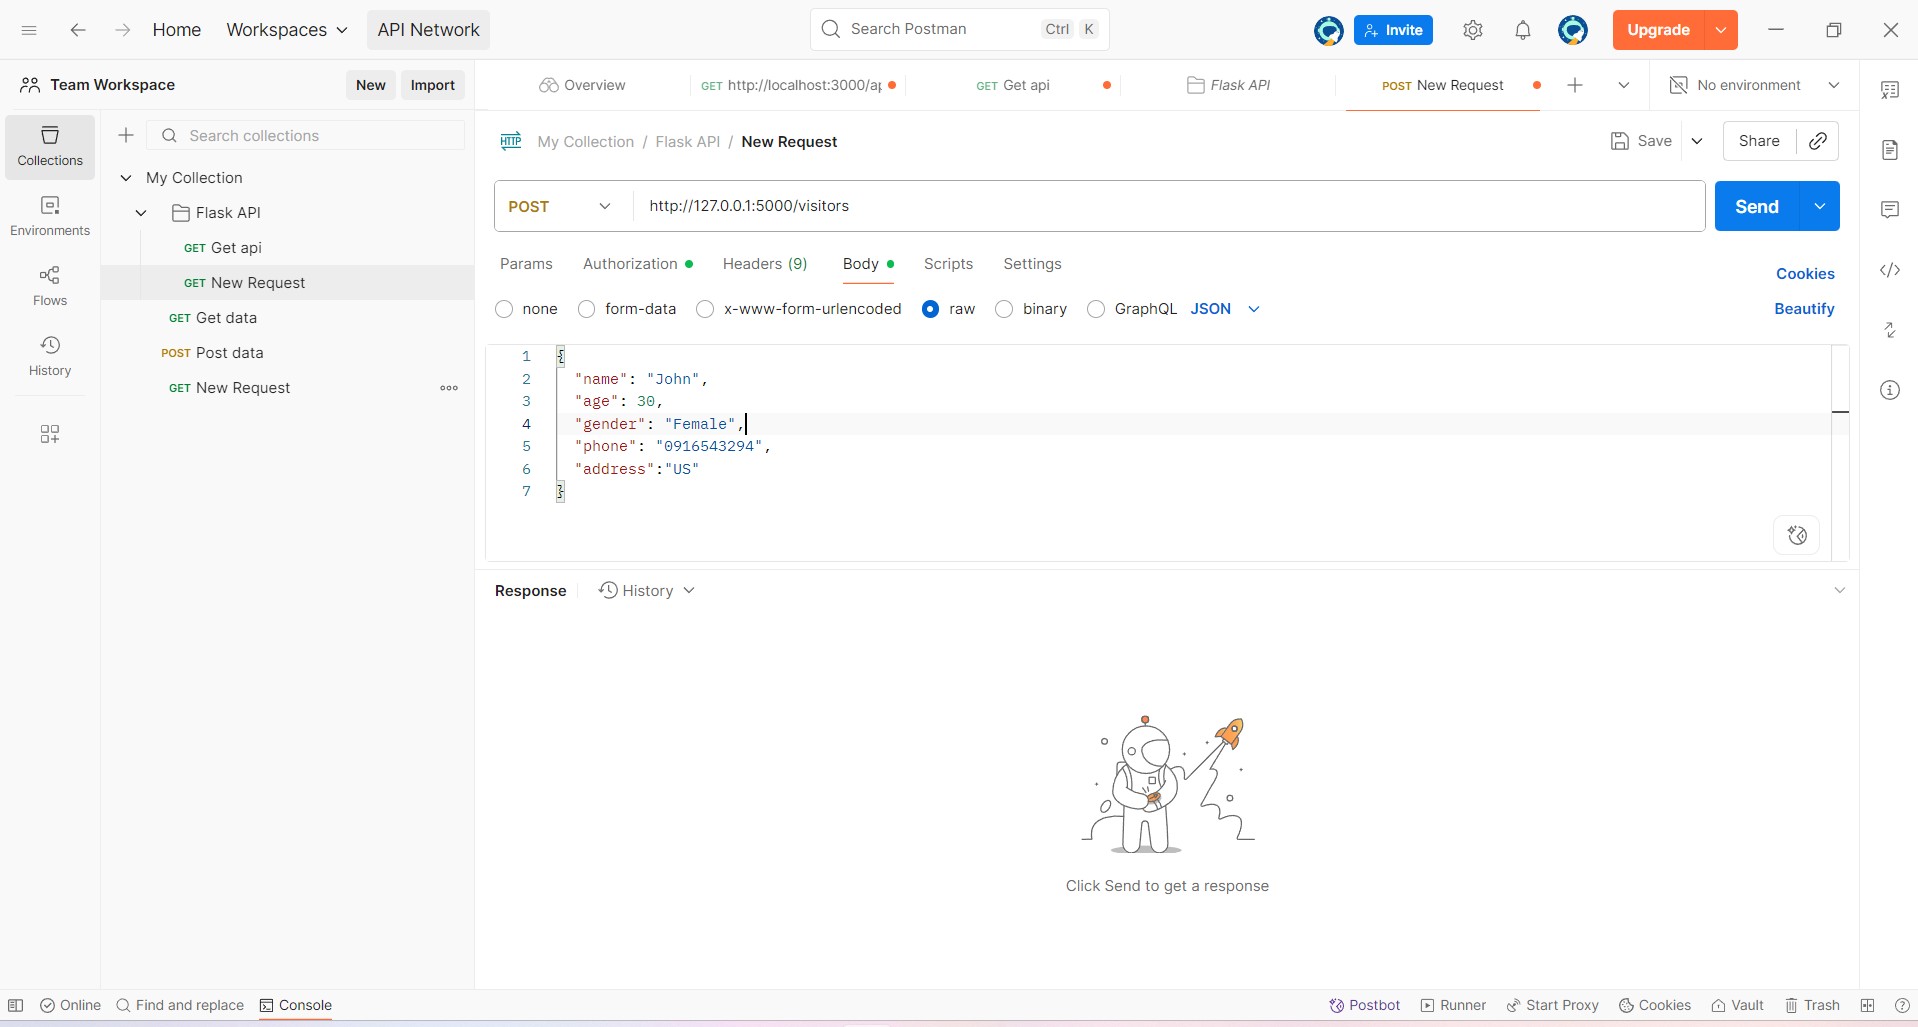 Home Workspaces API Network Search Postman Ctrl K Invite Upgrade
Team Workspace New Import
Overview GET http://localhost:3000/ap GET Get api Flask API POST New Request No environment
Collections
Environments
Flows
History
Search collections
My Collection
Flask API
GET Get api
GET New Request
GET Get data
POST Post data
GET New Request
HTTP My Collection / Flask API / New Request Save Share
POST http://127.0.0.1:5000/visitors Send
Params Authorization Headers (9) Body Scripts Settings Cookies
none form-data x-www-form-urlencoded raw binary GraphQL JSON Beautify
1 {
2 "name": "John",
3 "age": 30,
4 "gender": "Female",
5 "phone": "0916543294",
6 "address":"US"
7 }
Response History
Click Send to get a response
Online Find and replace Console Postbot Runner Start Proxy Cookies Vault Trash